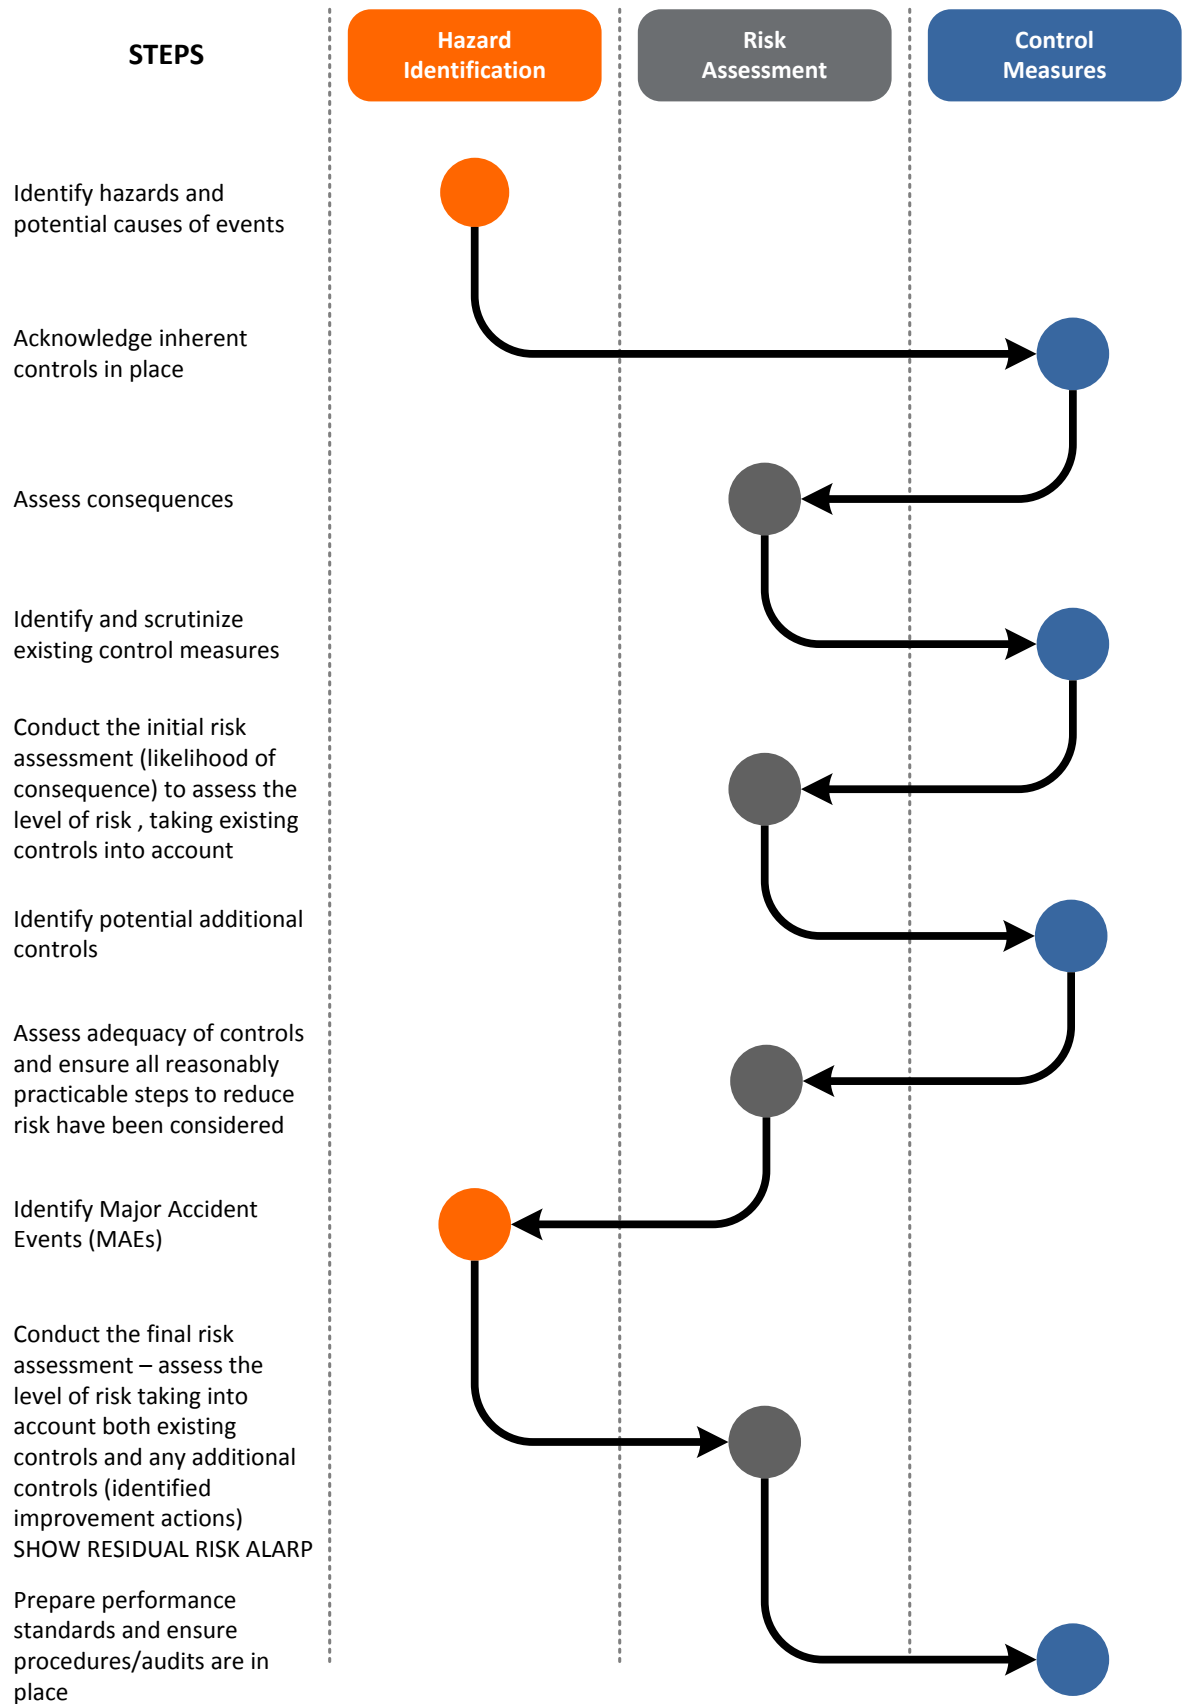 STEPS
Hazard
Identification
Risk
Assessment
Control
Measures
Identify hazards and
potential causes of events
Acknowledge inherent
controls in place
Assess consequences
Identify and scrutinize
existing control measures
Conduct the initial risk
assessment (likelihood of
consequence) to assess the
level of risk , taking existing
controls into account
Identify potential additional
controls
Assess adequacy of controls
and ensure all reasonably
practicable steps to reduce
risk have been considered
Identify Major Accident
Events (MAEs)
Conduct the final risk
assessment – assess the
level of risk taking into
account both existing
controls and any additional
controls (identified
improvement actions)
SHOW RESIDUAL RISK ALARP
Prepare performance
standards and ensure
procedures/audits are in
place